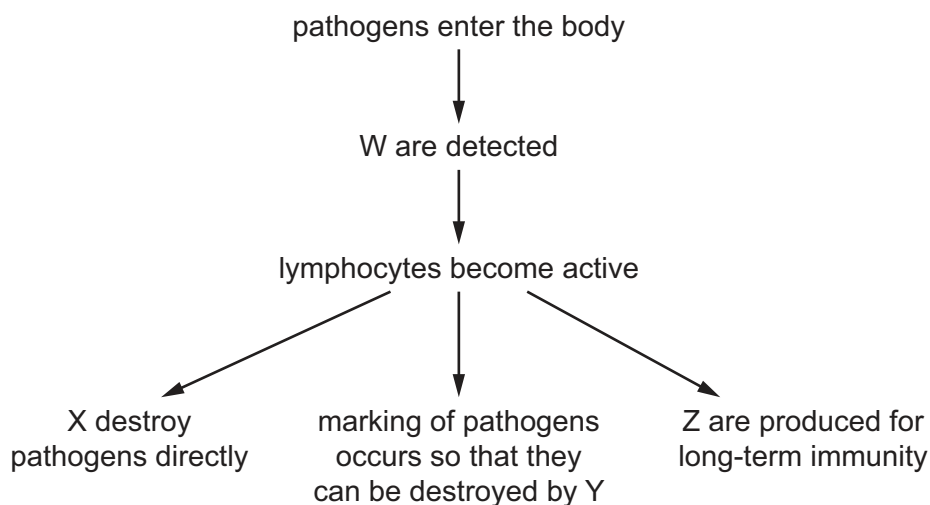 pathogens enter the body
W are detected
lymphocytes become active
X destroy
pathogens directly
marking of pathogens
occurs so that they
can be destroyed by Y
Z are produced for
long-term immunity